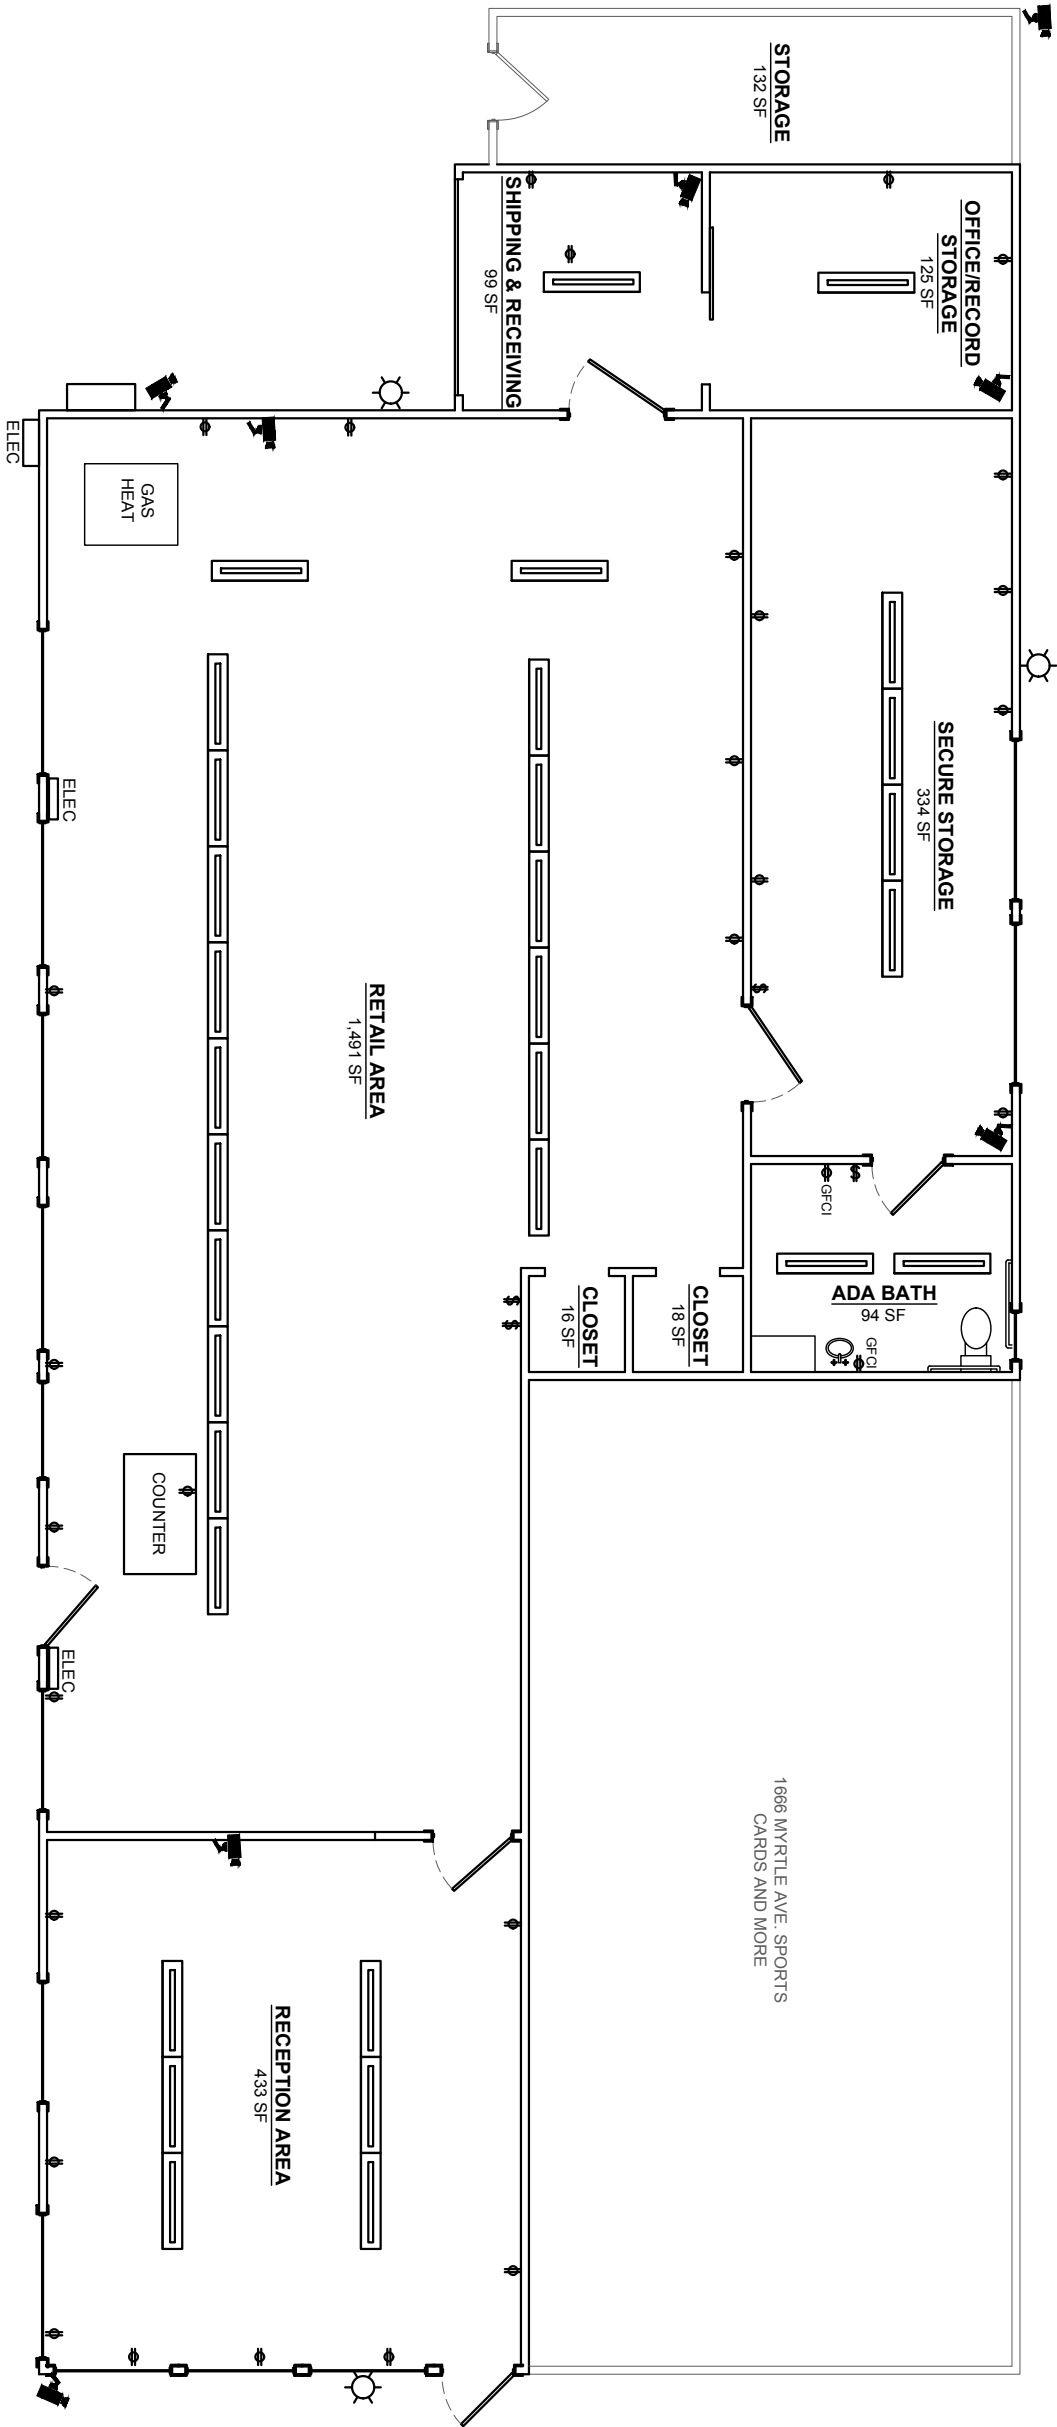 STORAGE
132 SF
OFFICE/RECORD
STORAGE
125 SF
SHIPPING & RECEIVING
99 SF
ELEC
GAS
HEAT
SECURE STORAGE
334 SF
ELEC
RETAIL AREA
1,491 SF
GFCI
ADA BATH
94 SF
GFCI
CLOSET
18 SF
CLOSET
16 SF
COUNTER
ELEC
1666 MYRTLE AVE. SPORTS
CARDS AND MORE
RECEPTION AREA
433 SF